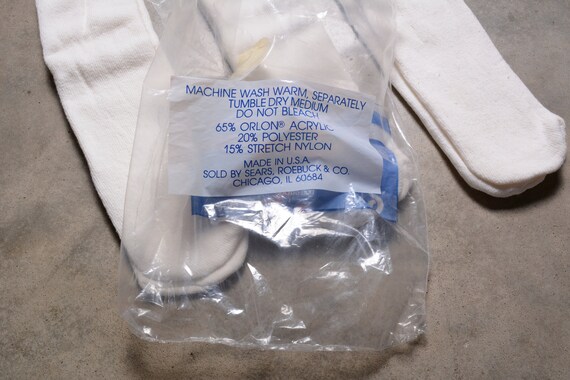 MACHINE WASH WARM, SEPARATELY
TUMBLE DRY MEDIUM
DO NOT BLEACH
65% ORLON® ACRYLIC
20% POLYESTER
15% STRETCH NYLON
MADE IN U.S.A.
SOLD BY SEARS, ROEBUCK & CO.
CHICAGO, IL 60684